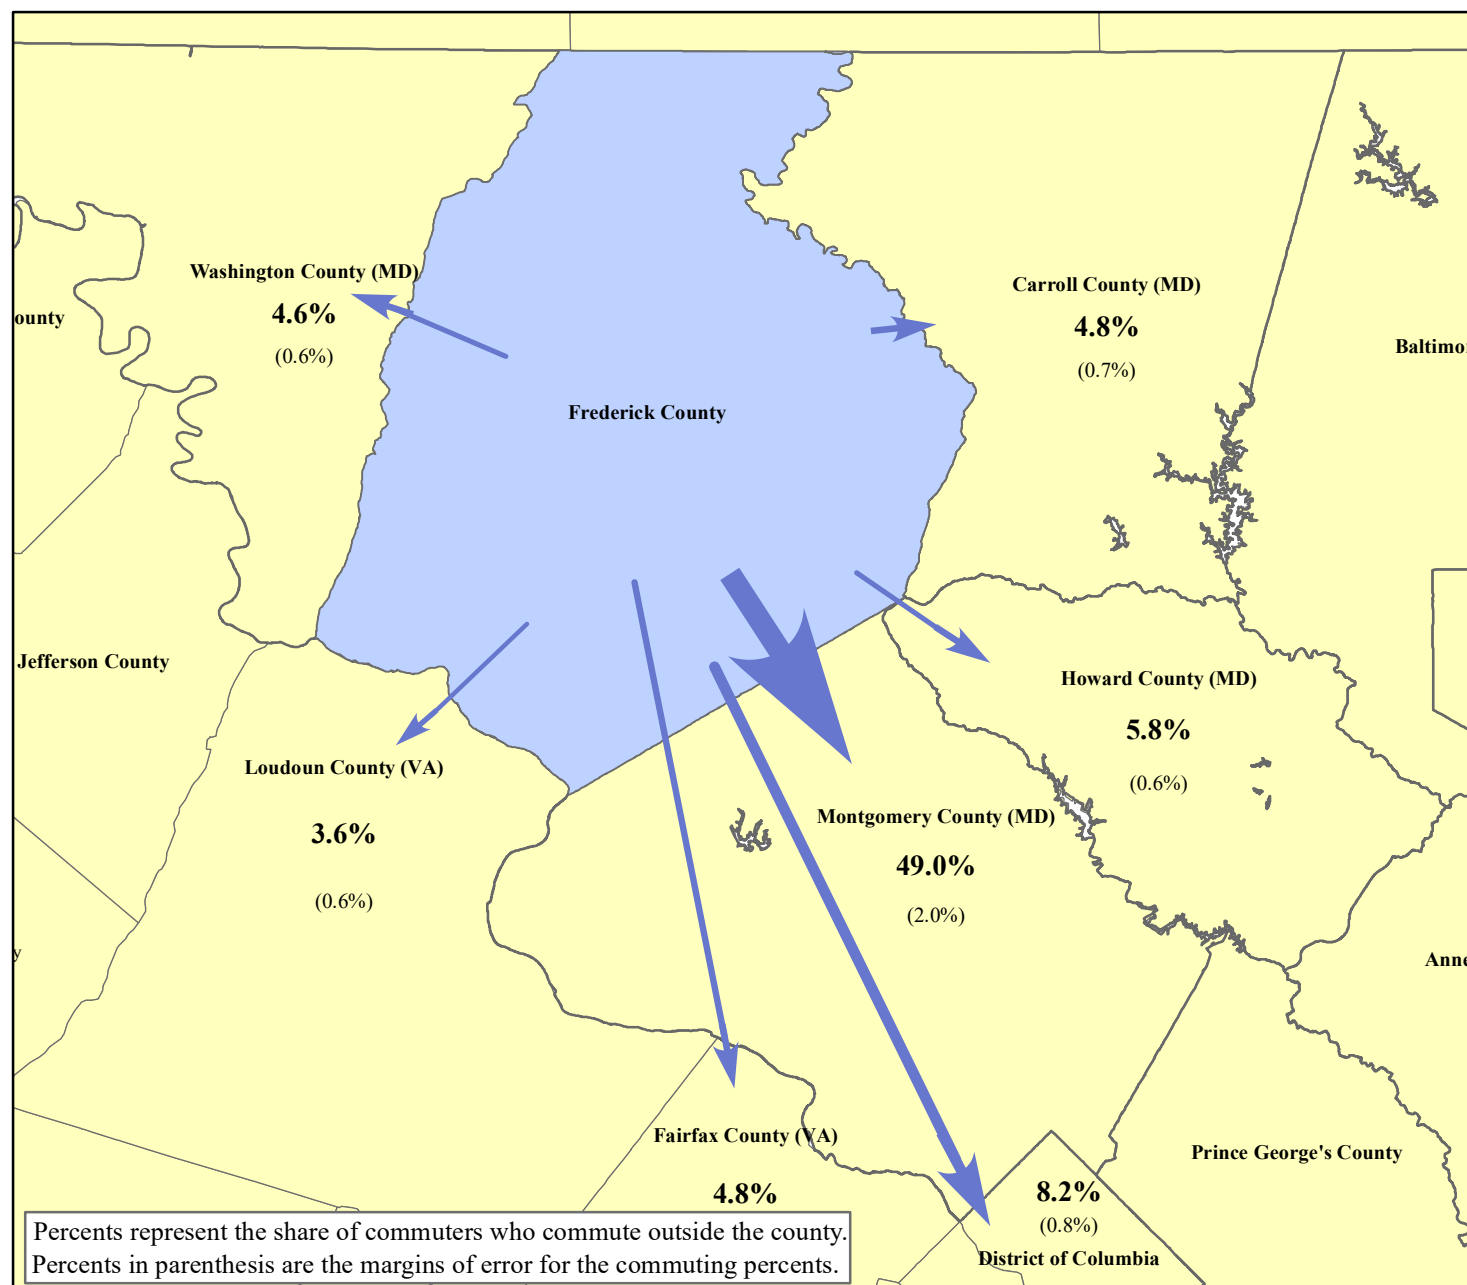 Washington County (MD)
4.6%
(0.6%)
Carroll County (MD)
4.8%
(0.7%)
ounty
Baltimo
Frederick County
Jefferson County
Howard County (MD)
5.8%
(0.6%)
Loudoun County (VA)
3.6%
(0.6%)
Montgomery County (MD)
49.0%
(2.0%)
y
Anne
Fairfax County (VA)
4.8%
Prince George's County
8.2%
(0.8%)
District of Columbia
Percents represent the share of commuters who commute outside the county.
Percents in parenthesis are the margins of error for the commuting percents.